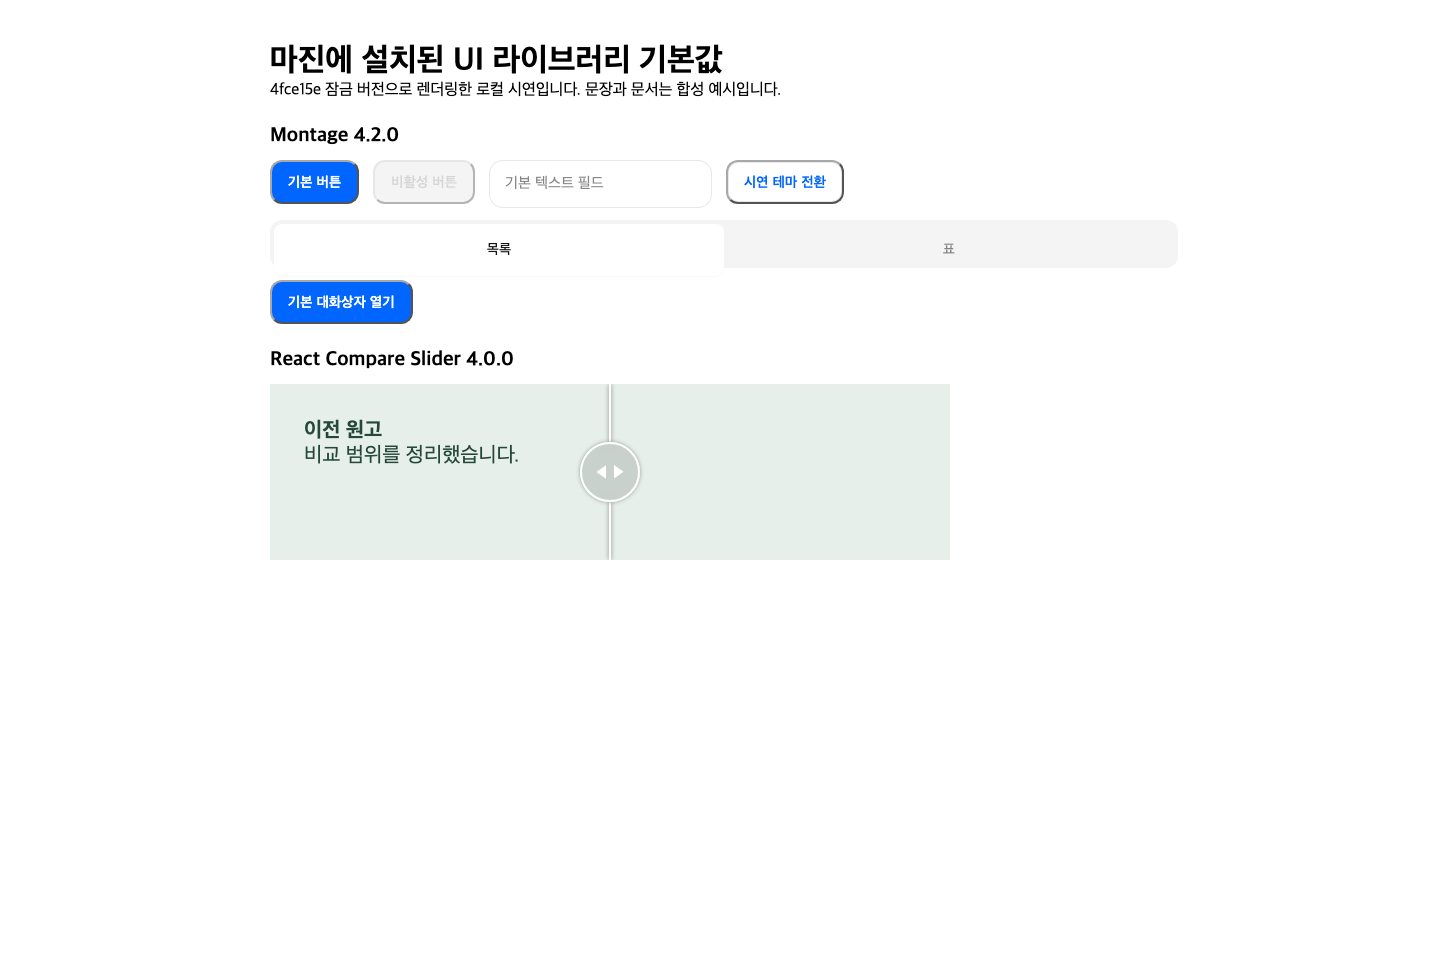 마진에 설치된 UI 라이브러리 기본값
4fce15e 잠금 버전으로 렌더링한 로컬 시연입니다. 문장과 문서는 합성 예시입니다.
Montage 4.2.0
기본 버튼
비활성 버튼
기본 텍스트 필드
시연 테마 전환
목록
표
기본 대화상자 열기
React Compare Slider 4.0.0
이전 원고
비교 범위를 정리했습니다.